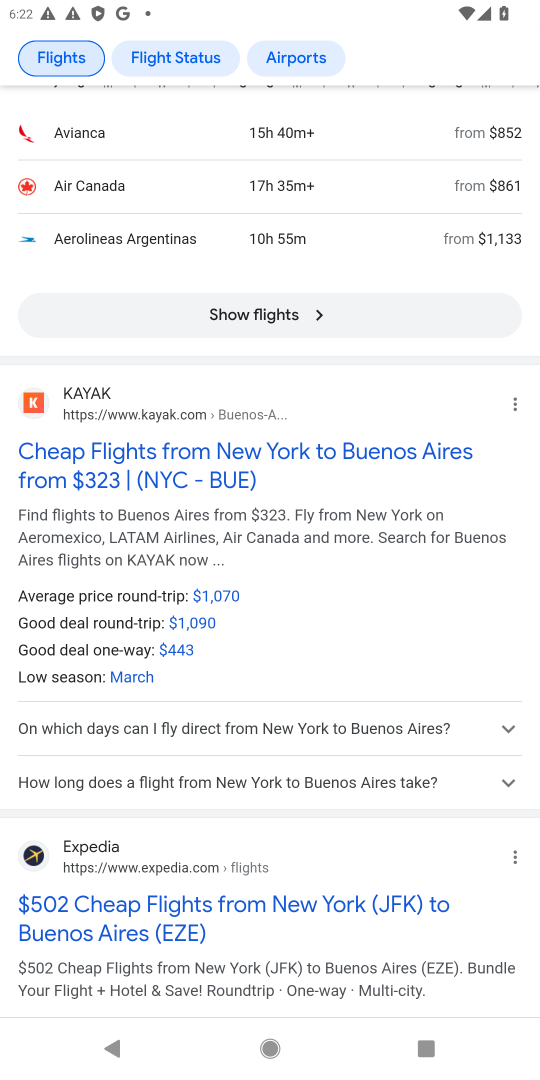 6:22
Flights
Flight Status
Airports
Avianca 15h 40m+ from $852
Air Canada 17h 35m+ from $861
Aerolineas Argentinas 10h 55m from $1,133
Show flights
K
KAYAK
https://www.kayak.com › Buenos-A...
Cheap Flights from New York to Buenos Aires
from $323 | (NYC - BUE)
Find flights to Buenos Aires from $323. Fly from New York on
Aeromexico, LATAM Airlines, Air Canada and more. Search for Buenos
Aires flights on KAYAK now ...
Average price round-trip: $1,070
Good deal round-trip: $1,090
Good deal one-way: $443
Low season: March
On which days can I fly direct from New York to Buenos Aires?
How long does a flight from New York to Buenos Aires take?
Expedia
https://www.expedia.com › flights
$502 Cheap Flights from New York (JFK) to
Buenos Aires (EZE)
$502 Cheap Flights from New York (JFK) to Buenos Aires (EZE). Bundle
Your Flight + Hotel & Save! Roundtrip · One-way · Multi-city.